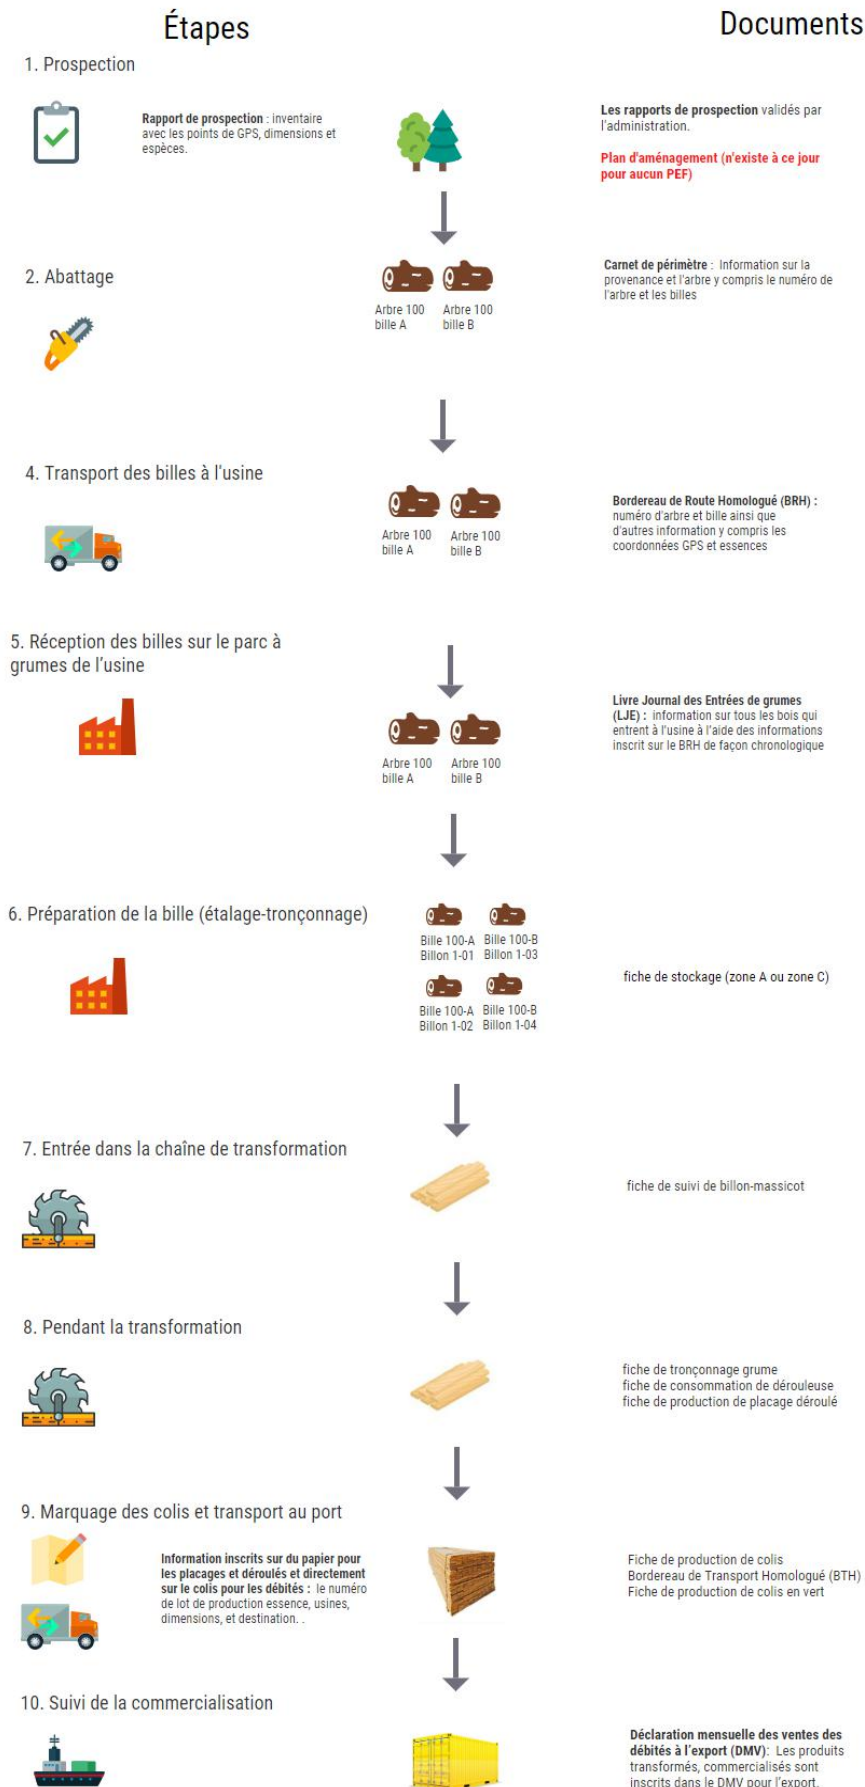 Étapes
Documents
1. Prospection
Rapport de prospection : inventaire
avec les points de GPS, dimensions et
espèces.
Les rapports de prospection validés par
l'administration.
Plan d'aménagement (n'existe à ce jour
pour aucun PEF)
2. Abattage
Arbre 100
bille A
Arbre 100
bille B
Carnet de périmètre : Information sur la
provenance et l'arbre y compris le numéro de
l'arbre et les billes
4. Transport des billes à l'usine
Arbre 100
bille A
Arbre 100
bille B
Bordereau de Route Homologué (BRH) :
numéro d'arbre et bille ainsi que
d'autres information y compris les
coordonnées GPS et essences
5. Réception des billes sur le parc à
grumes de l'usine
Arbre 100
bille A
Arbre 100
bille B
Livre Journal des Entrées de grumes
(LJE) : information sur tous les bois qui
entrent à l'usine à l'aide des informations
inscrit sur le BRH de façon chronologique
6. Préparation de la bille (étalage-tronçonnage)
Bille 100-A
Billon 1-01
Bille 100-B
Billon 1-03
Bille 100-A
Billon 1-02
Bille 100-B
Billon 1-04
fiche de stockage (zone A ou zone C)
7. Entrée dans la chaîne de transformation
fiche de suivi de billon-massicot
8. Pendant la transformation
fiche de tronçonnage grume
fiche de consommation de dérouleuse
fiche de production de placage déroulé
9. Marquage des colis et transport au port
Information inscrits sur du papier pour
les placages et déroulés et directement
sur le colis pour les débités : le numéro
de lot de production essence, usines,
dimensions, et destination. .
Fiche de production de colis
Bordereau de Transport Homologué (BTH)
Fiche de production de colis en vert
10. Suivi de la commercialisation
Déclaration mensuelle des ventes des
débités à l'export (DMV): Les produits
transformés, commercialisés sont
inscrits dans le DMV pour l'export.